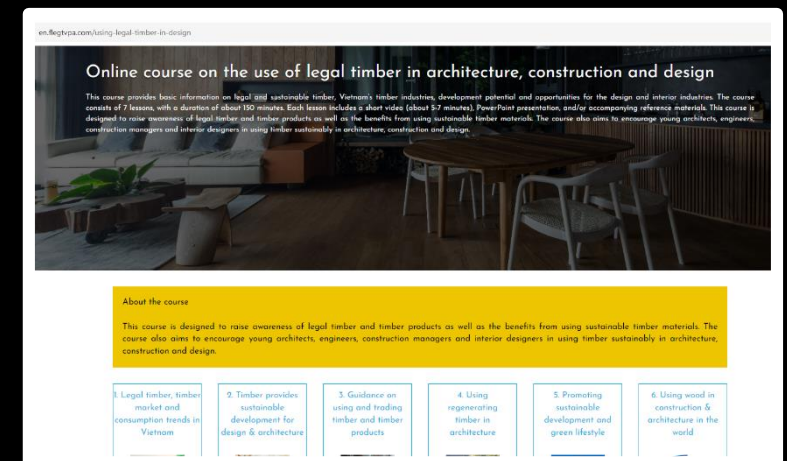 en.flegtvpa.com/using-legal-timber-in-design
Online course on the use of legal timber in architecture, construction and design
This course provides basic information on legal and sustainable timber, Vietnam's timber industries, development potential and opportunities for the design and interior industries. The course
consists of 7 lessons, with a duration of about 150 minutes. Each lesson includes a short video (about 5-7 minutes), PowerPoint presentation, and/or accompanying reference materials. This course is
designed to raise awareness of legal timber and timber products as well as the benefits from using sustainable timber materials. The course also aims to encourage young architects, engineers,
construction managers and interior designers in using timber sustainably in architecture, construction and design.
About the course
This course is designed to raise awareness of legal timber and timber products as well as the benefits from using sustainable timber materials. The
course also aims to encourage young architects, engineers, construction managers and interior designers in using timber sustainably in architecture,
construction and design.
1. Legal timber, timber
market and
consumption trends in
Vietnam
2. Timber provides
sustainable
development for
design & architecture
3. Guidance on
using and trading
timber and timber
products
4. Using
regenerating
timber in
architecture
5. Promoting
sustainable
development and
green lifestyle
6. Using wood in
construction &
architecture in the
world